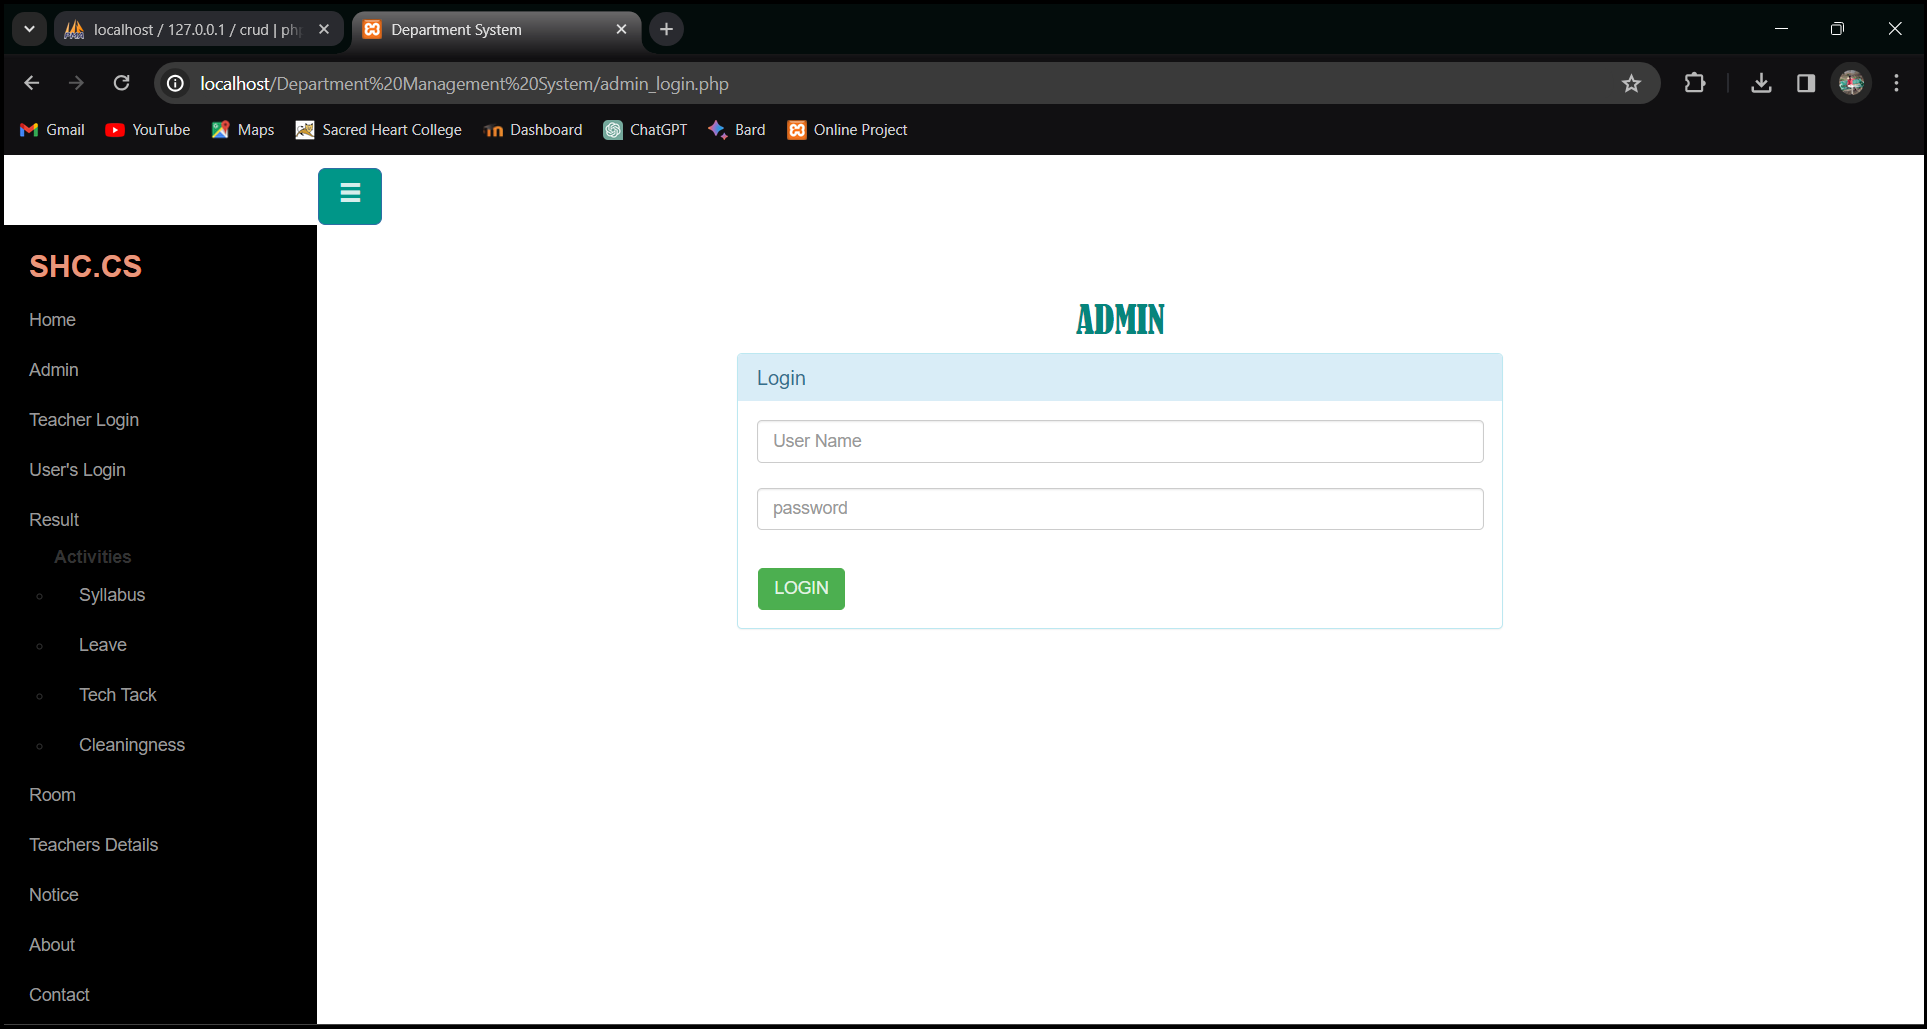 localhost / 127.0.0.1 / crud | ph
Department System
localhost/Department%20Management%20System/admin_login.php
Gmail YouTube Maps Sacred Heart College Dashboard ChatGPT Bard Online Project
SHC.CS
Home
Admin
Teacher Login
User's Login
Result
Activities
Syllabus
Leave
Tech Tack
Cleaningness
Room
Teachers Details
Notice
About
Contact
ADMIN
Login
User Name
password
LOGIN